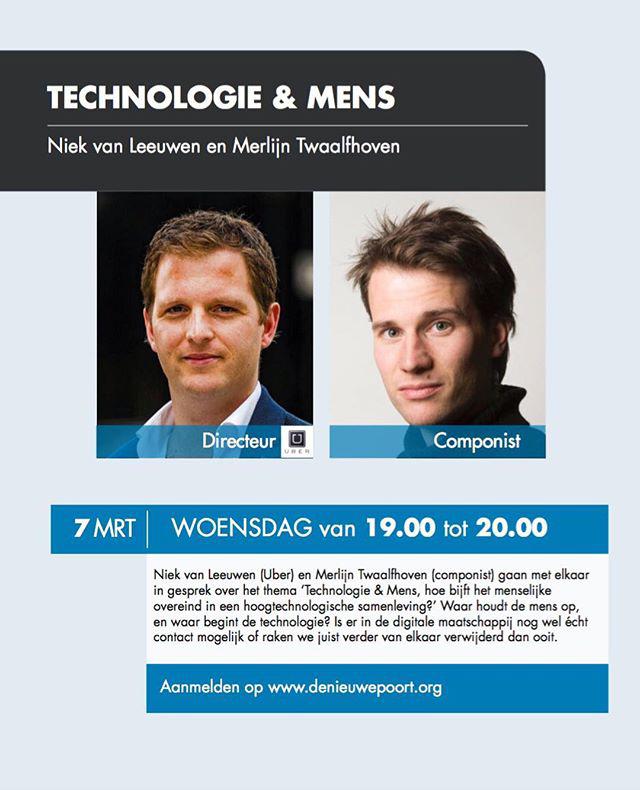 TECHNOLOGIE & MENS
Niek van Leeuwen en Merlijn Twaalfhoven
Directeur
U
UBER
Componist
7 MRT
WOENSDAG van 19.00 tot 20.00
Niek van Leeuwen (Uber) en Merlijn Twaalfhoven (componist) gaan met elkaar
in gesprek over het thema ‘Technologie & Mens, hoe bijft het menselijke
overeind in een hoogtechnologische samenleving?’ Waar houdt de mens op,
en waar begint de technologie? Is er in de digitale maatschappij nog wel écht
contact mogelijk of raken we juist verder van elkaar verwijderd dan ooit.
Aanmelden op www.denieuwepoort.org